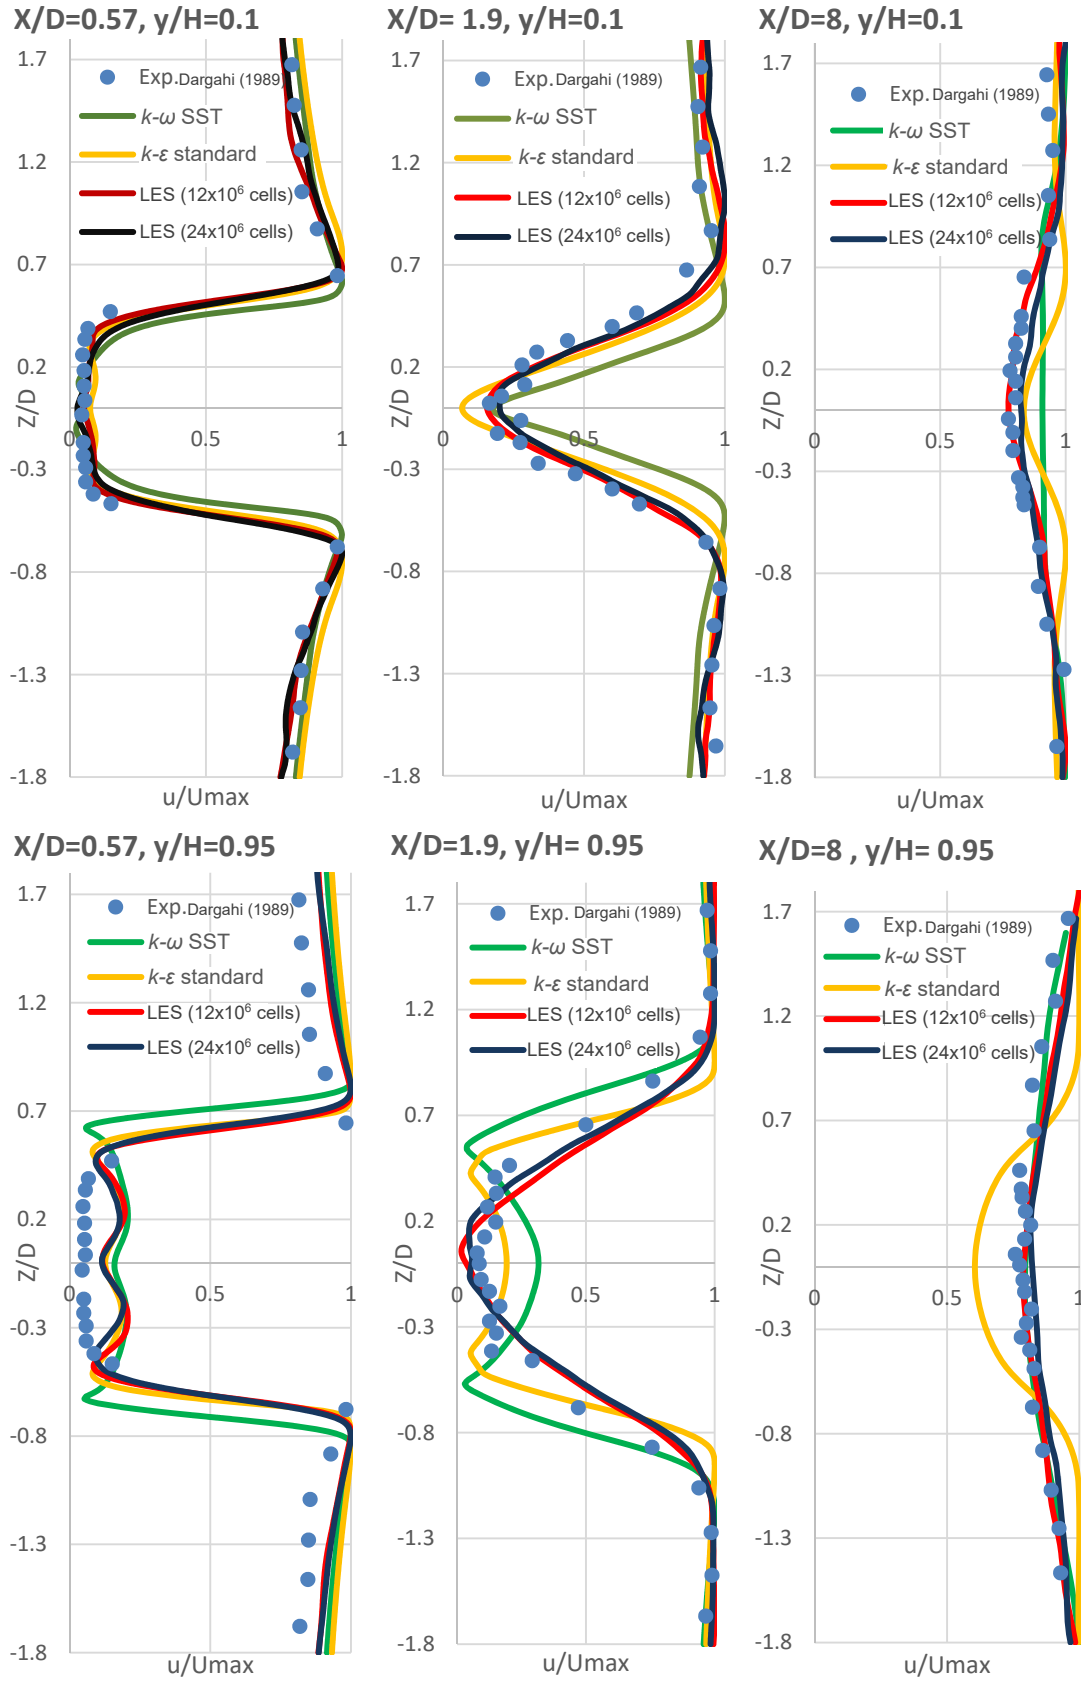 X/D=0.57, y/H=0.1
1.7
Exp.Dargahi (1989)
k-ω SST
1.2
k-ε standard
LES (12x10⁶ cells)
LES (24x10⁶ cells)
0.7
0.2
Z/D
0 0.5 1
-0.3
-0.8
-1.3
-1.8
u/Umax
X/D= 1.9, y/H=0.1
1.7
Exp. Dargahi (1989)
k-ω SST
1.2
k-ε standard
LES (12x10⁶ cells)
LES (24x10⁶ cells)
0.7
0.2
Z/D
0 0.5 1
-0.3
-0.8
-1.3
-1.8
u/Umax
X/D=8, y/H=0.1
1.7
Exp. Dargahi (1989)
k-ω SST
1.2
k-ε standard
LES (12x10⁶ cells)
LES (24x10⁶ cells)
0.7
0.2
Z/D
0 0.5 1
-0.3
-0.8
-1.3
-1.8
u/Umax
X/D=0.57, y/H=0.95
1.7
Exp.Dargahi (1989)
k-ω SST
k-ε standard
1.2
LES (12x10⁶ cells)
LES (24x10⁶ cells)
0.7
0.2
Z/D
0 0.5 1
-0.3
-0.8
-1.3
-1.8
u/Umax
X/D=1.9, y/H= 0.95
1.7
Exp. Dargahi (1989)
k-ω SST
k-ε standard
1.2
LES (12x10⁶ cells)
LES (24x10⁶ cells)
0.7
0.2
Z/D
0 0.5 1
-0.3
-0.8
-1.3
-1.8
u/Umax
X/D=8 , y/H= 0.95
1.7
Exp. Dargahi (1989)
k-ω SST
k-ε standard
1.2
LES (12x10⁶ cells)
LES (24x10⁶ cells)
0.7
0.2
Z/D
0 0.5 1
-0.3
-0.8
-1.3
-1.8
u/Umax